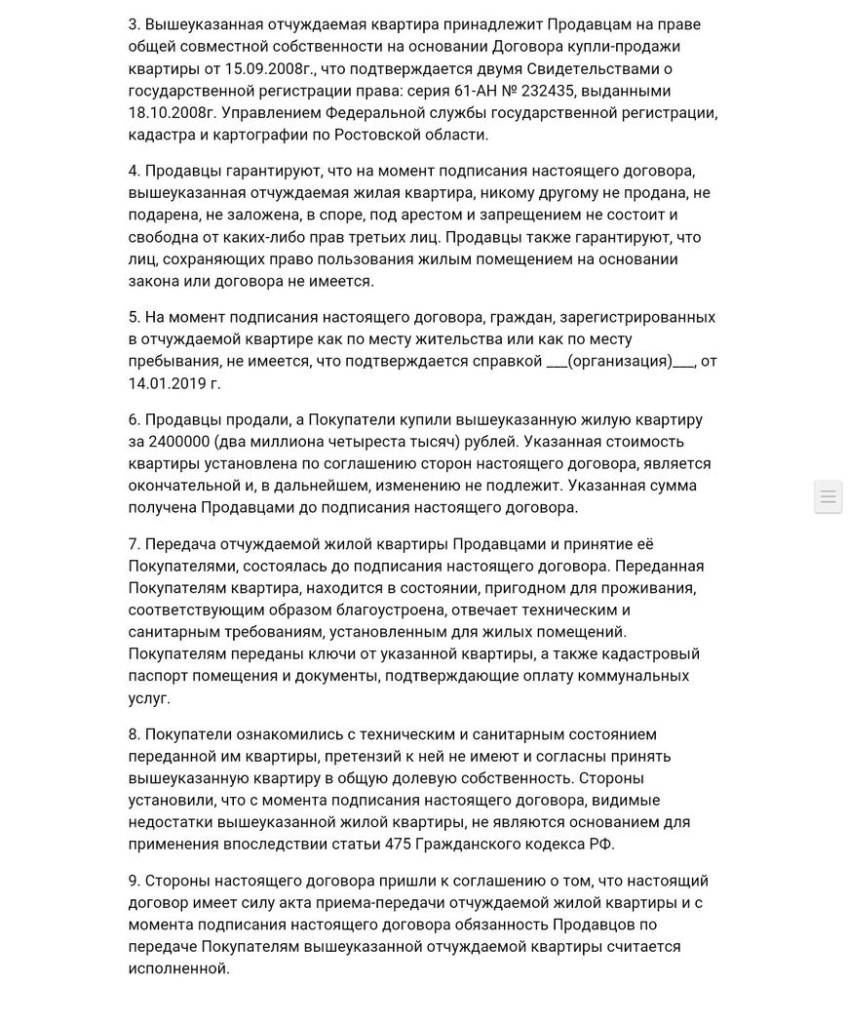 3. Вышеуказанная отчуждаемая квартира принадлежит Продавцам на праве
общей совместной собственности на основании Договора купли-продажи
квартиры от 15.09.2008г., что подтверждается двумя Свидетельствами о
государственной регистрации права: серия 61-АН № 232435, выданными
18.10.2008г. Управлением Федеральной службы государственной регистрации,
кадастра и картографии по Ростовской области.
4. Продавцы гарантируют, что на момент подписания настоящего договора,
вышеуказанная отчуждаемая жилая квартира, никому другому не продана, не
подарена, не заложена, в споре, под арестом и запрещением не состоит и
свободна от каких-либо прав третьих лиц. Продавцы также гарантируют, что
лиц, сохраняющих право пользования жилым помещением на основании
закона или договора не имеется.
5. На момент подписания настоящего договора, граждан, зарегистрированных
в отчуждаемой квартире как по месту жительства или как по месту
пребывания, не имеется, что подтверждается справкой ___(организация)___, от
14.01.2019 г.
6. Продавцы продали, а Покупатели купили вышеуказанную жилую квартиру
за 2400000 (два миллиона четыреста тысяч) рублей. Указанная стоимость
квартиры установлена по соглашению сторон настоящего договора, является
окончательной и, в дальнейшем, изменению не подлежит. Указанная сумма
получена Продавцами до подписания настоящего договора.
7. Передача отчуждаемой жилой квартиры Продавцами и принятие её
Покупателями, состоялась до подписания настоящего договора. Переданная
Покупателям квартира, находится в состоянии, пригодном для проживания,
соответствующим образом благоустроена, отвечает техническим и
санитарным требованиям, установленным для жилых помещений.
Покупателям переданы ключи от указанной квартиры, а также кадастровый
паспорт помещения и документы, подтверждающие оплату коммунальных
услуг.
8. Покупатели ознакомились с техническим и санитарным состоянием
переданной им квартиры, претензий к ней не имеют и согласны принять
вышеуказанную квартиру в общую долевую собственность. Стороны
установили, что с момента подписания настоящего договора, видимые
недостатки вышеуказанной жилой квартиры, не являются основанием для
применения впоследствии статьи 475 Гражданского кодекса РФ.
9. Стороны настоящего договора пришли к соглашению о том, что настоящий
договор имеет силу акта приема-передачи отчуждаемой жилой квартиры и с
момента подписания настоящего договора обязанность Продавцов по
передаче Покупателям вышеуказанной отчуждаемой квартиры считается
исполненной.